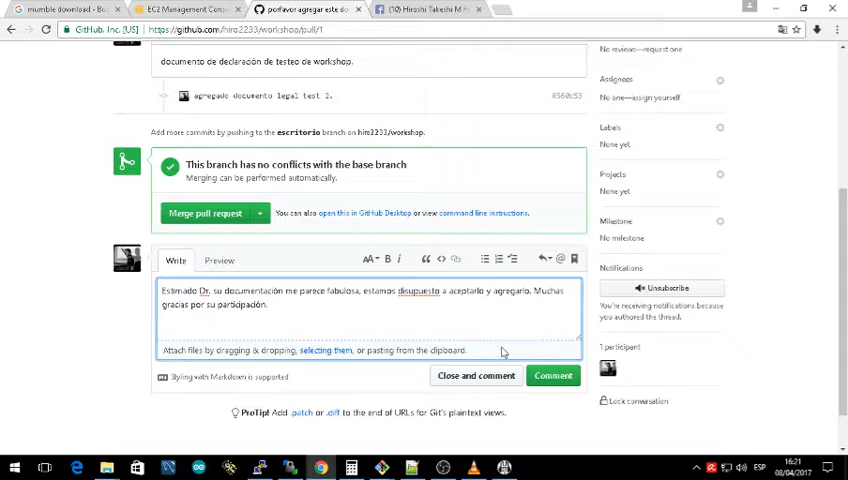 mumble download - Bu
EC2 Management Cons
porfavor agregar este do
(10) Hiroshi Takeshi M F
GitHub, Inc. [US]
https://github.com/hiro2233/workshop/pull/1
documento de declaración de testeo de workshop.
agregado documento legal test 2.
8560c53
Add more commits by pushing to the escritorio branch on hiro2233/workshop.
This branch has no conflicts with the base branch
Merging can be performed automatically.
Merge pull request
You can also open this in GitHub Desktop or view command line instructions.
Write
Preview
AA
B
i
Estimado Dr. su documentación me parece fabulosa, estamos disupuesto a aceptarlo y agregarlo. Muchas
gracias por su participación.
Attach files by dragging & dropping, selecting them, or pasting from the clipboard.
Styling with Markdown is supported
Close and comment
Comment
ProTip! Add .patch or .diff to the end of URLs for Git's plaintext views.
No reviews—request one
Assignees
No one—assign yourself
Labels
None yet
Projects
None yet
Milestone
No milestone
Notifications
Unsubscribe
You're receiving notifications because
you authored the thread.
1 participant
Lock conversation
ESP
16:21
08/04/2017